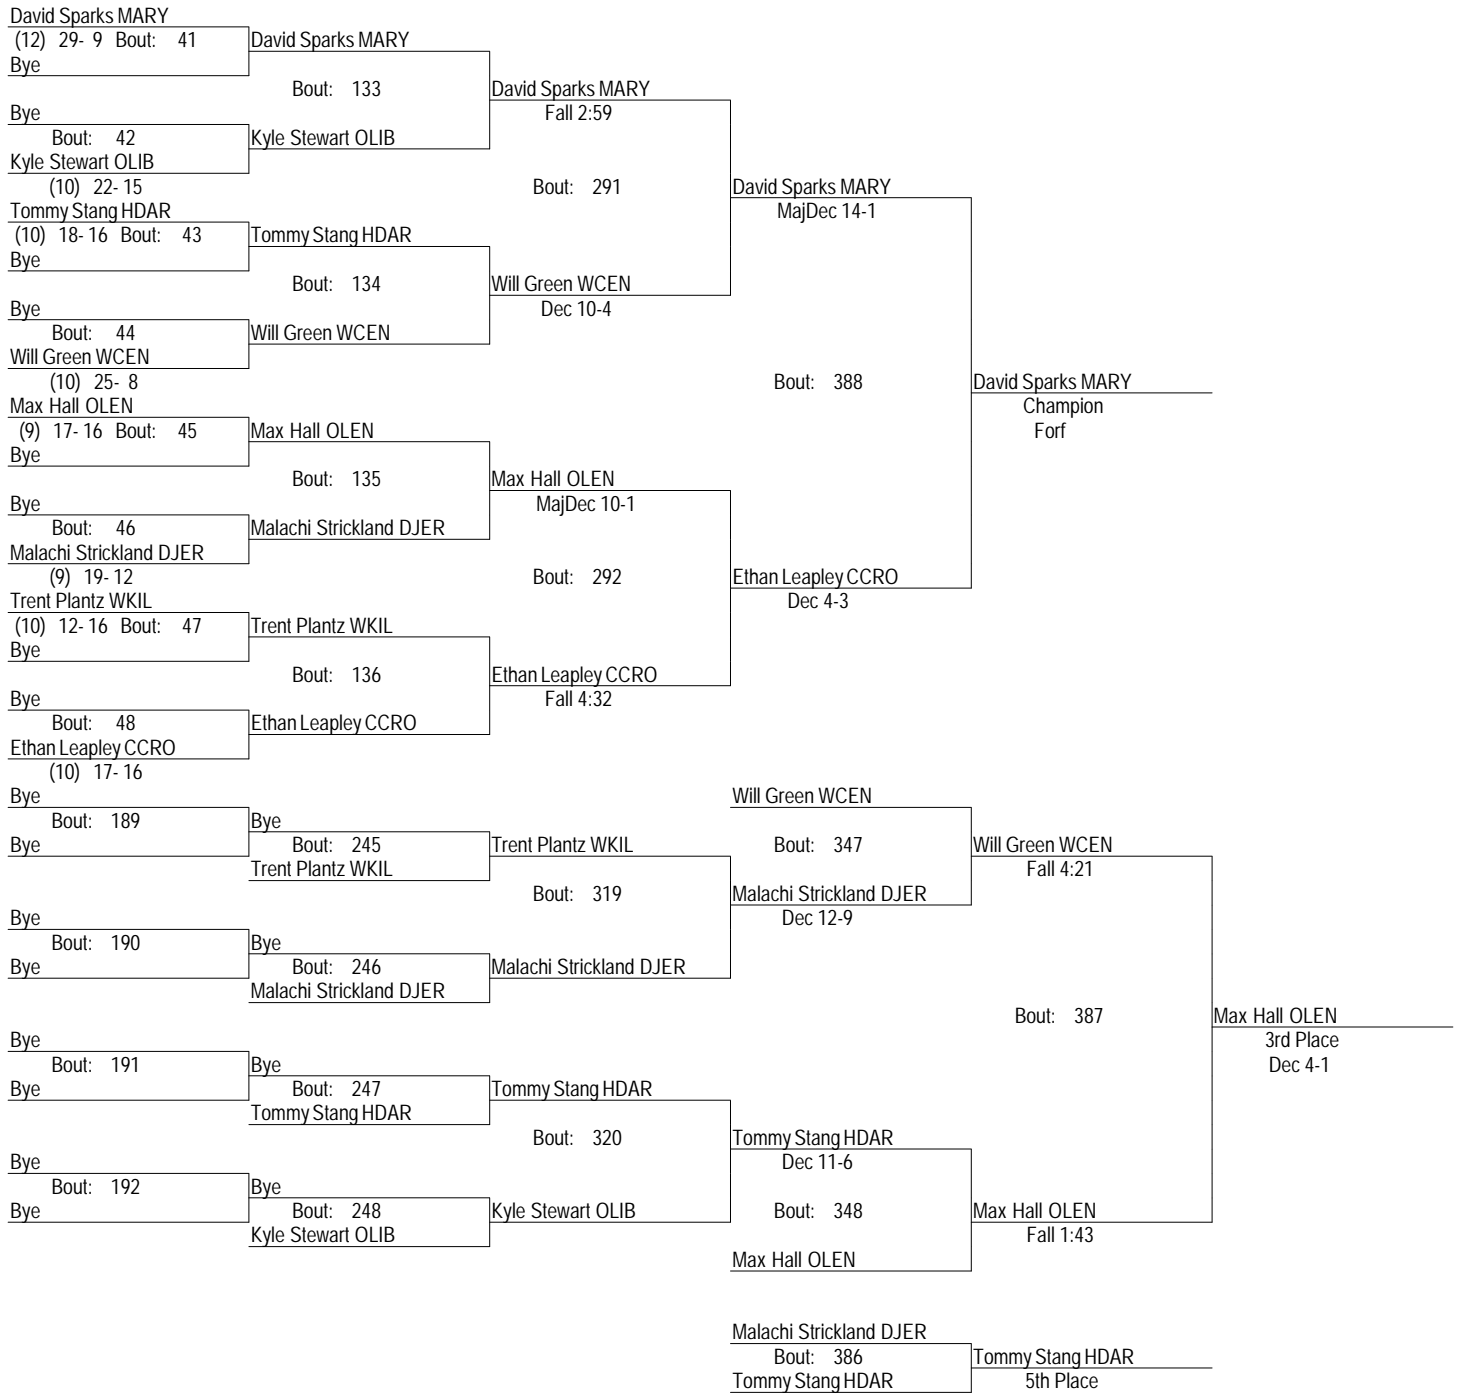 David Sparks MARY
(12) 29- 9 Bout: 41 David Sparks MARY
Bye
Bout: 133 David Sparks MARY
Bye Fall 2:59
Bout: 42 Kyle Stewart OLIB
Kyle Stewart OLIB
(10) 22- 15 Bout: 291 David Sparks MARY
Tommy Stang HDAR MajDec 14-1
(10) 18- 16 Bout: 43 Tommy Stang HDAR
Bye
Bout: 134 Will Green WCEN
Bye Dec 10-4
Bout: 44 Will Green WCEN
Will Green WCEN
(10) 25- 8 Bout: 388 David Sparks MARY
Max Hall OLEN Champion
(9) 17- 16 Bout: 45 Max Hall OLEN Forf
Bye
Bout: 135 Max Hall OLEN
Bye MajDec 10-1
Bout: 46 Malachi Strickland DJER
Malachi Strickland DJER
(9) 19- 12 Bout: 292 Ethan Leapley CCRO
Trent Plantz WKIL Dec 4-3
(10) 12- 16 Bout: 47 Trent Plantz WKIL
Bye
Bout: 136 Ethan Leapley CCRO
Bye Fall 4:32
Bout: 48 Ethan Leapley CCRO
Ethan Leapley CCRO
(10) 17- 16
Bye Will Green WCEN
Bout: 189 Bye
Bye Bout: 245 Trent Plantz WKIL Bout: 347 Will Green WCEN
Trent Plantz WKIL Fall 4:21
Bout: 319 Malachi Strickland DJER
Bye Dec 12-9
Bout: 190 Bye
Bye Bout: 246 Malachi Strickland DJER
Malachi Strickland DJER
Bout: 387 Max Hall OLEN
Bye 3rd Place
Bout: 191 Bye Dec 4-1
Bye Bout: 247 Tommy Stang HDAR
Tommy Stang HDAR
Bout: 320 Tommy Stang HDAR
Bye Dec 11-6
Bout: 192 Bye
Bye Bout: 248 Kyle Stewart OLIB Bout: 348 Max Hall OLEN
Kyle Stewart OLIB Fall 1:43
Max Hall OLEN
Malachi Strickland DJER
Bout: 386 Tommy Stang HDAR
Tommy Stang HDAR 5th Place